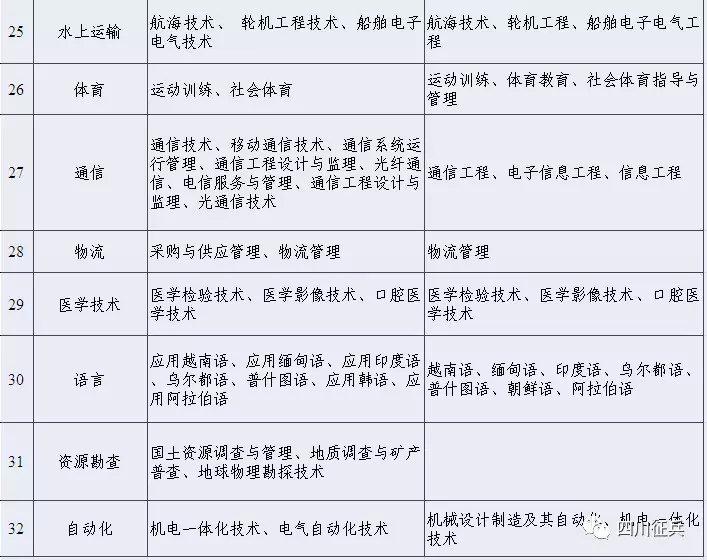 25 水上运输 航海技术、 轮机工程技术、船舶电子 航海技术、轮机工程、船舶电子电气工
电气技术 程
26 体育 运动训练、社会体育 运动训练、体育教育、社会体育指导与
管理
27 通信 通信技术、移动通信技术、通信系统运
行管理、通信工程设计与监理、光纤通
信、电信服务与管理、通信工程设计与
监理、光通信技术
通信工程、电子信息工程、信息工程
28 物流 采购与供应管理、物流管理 物流管理
29 医学技术 医学检验技术、医学影像技术、口腔医 医学检验技术、医学影像技术、口腔医
学技术 学技术
30 语言 应用越南语、应用缅甸语、应用印度语
、乌尔都语、普什图语、应用韩语、应
用阿拉伯语
越南语、缅甸语、印度语、乌尔都语、
普什图语、朝鲜语、阿拉伯语
31 资源勘查 国土资源调查与管理、地质调查与矿产
普查、地球物理勘探技术
32 自动化 机电一体化技术、电气自动化技术 机械设计制造及其自动化、机电一体化
技术
四川征兵